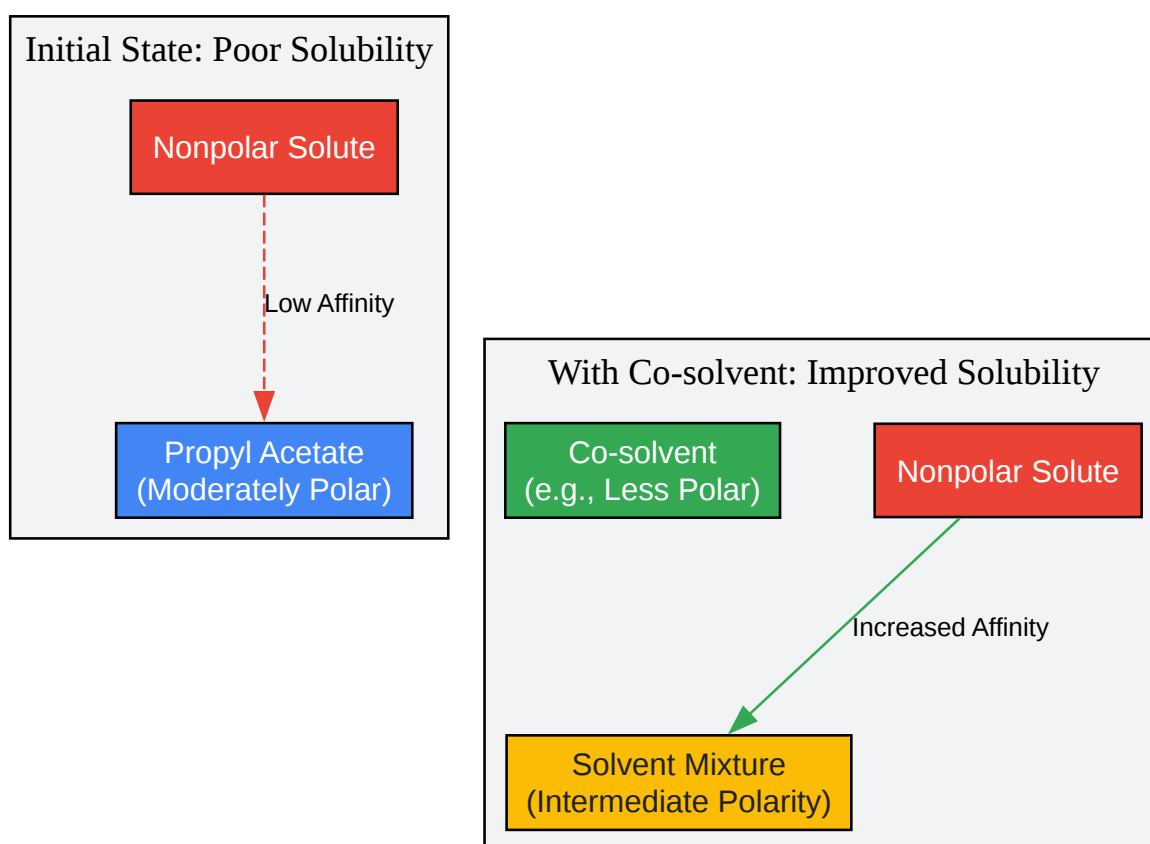 Initial State: Poor Solubility
Nonpolar Solute
Low Affinity
Propyl Acetate
(Moderately Polar)
With Co-solvent: Improved Solubility
Co-solvent
(e.g., Less Polar)
Nonpolar Solute
Increased Affinity
Solvent Mixture
(Intermediate Polarity)